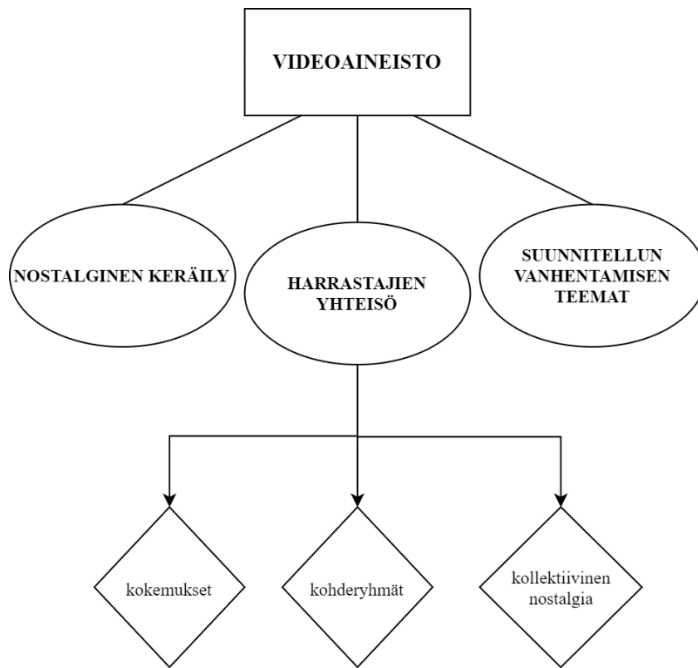 VIDEOAINEISTO
NOSTALGINEN KERÄILY
HARRASTAJIEN
YHTEISÖ
SUUNNITELLUN
VANHENTAMISEN
TEEMAT
kokemukset
kohderyhmät
kollektiivinen
nostalgia